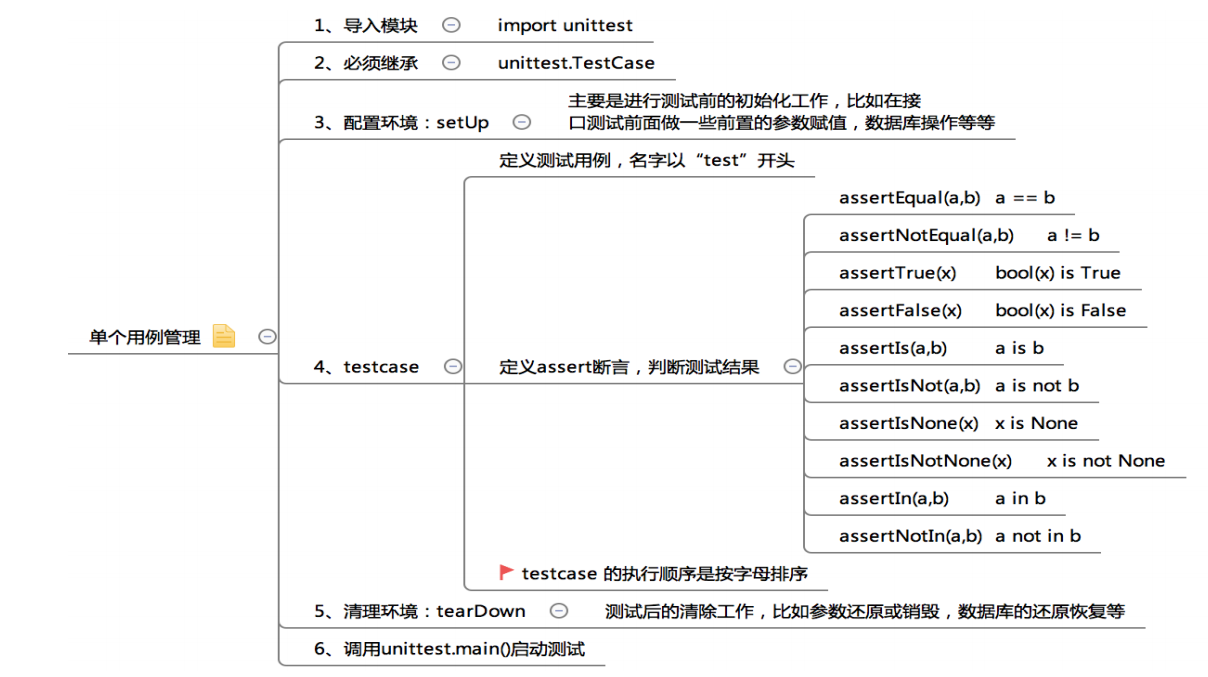 1、导入模块 import unittest
2、必须继承 unittest.TestCase
3、配置环境：setUp 主要是进行测试前的初始化工作，比如在接
口测试前面做一些前置的参数赋值，数据库操作等等
单个用例管理
4、testcase
定义测试用例，名字以“test”开头
定义assert断言，判断测试结果
assertEqual(a,b) a == b
assertNotEqual(a,b) a != b
assertTrue(x) bool(x) is True
assertFalse(x) bool(x) is False
assertIs(a,b) a is b
assertIsNot(a,b) a is not b
assertIsNone(x) x is None
assertIsNotNone(x) x is not None
assertIn(a,b) a in b
assertNotIn(a,b) a not in b
testcase 的执行顺序是按字母排序
5、清理环境：tearDown 测试后的清除工作，比如参数还原或销毁，数据库的还原恢复等
6、调用unittest.main()启动测试